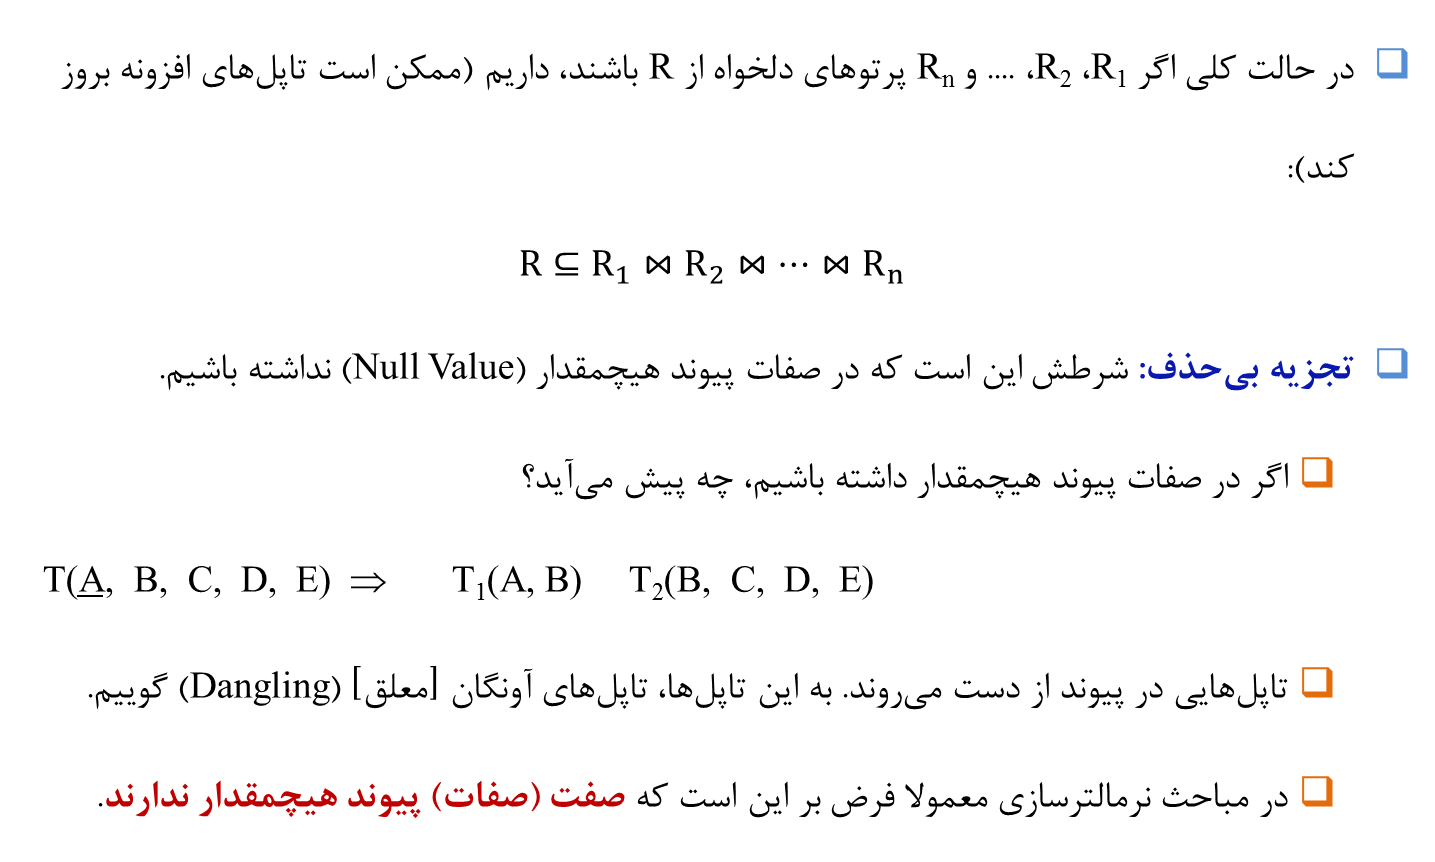 در حالت کلی اگر R1، R2، .... و Rn پرتوهای دلخواه از R باشند، داریم (ممکن است تاپل‌های افزونه بروز
کند):
R ⊆ R1 ⋈ R2 ⋈ ⋯ ⋈ Rn
تجزیه بی‌حذف: شرطش این است که در صفات پیوند هیچمقدار (Null Value) نداشته باشیم.
اگر در صفات پیوند هیچمقدار داشته باشیم، چه پیش می‌آید؟
T(A, B, C, D, E) ⇒ T1(A, B) T2(B, C, D, E)
تاپل‌هایی در پیوند از دست می‌روند. به این تاپل‌ها، تاپل‌های آونگان [معلق] (Dangling) گوییم.
در مباحث نرمالترسازی معمولا فرض بر این است که صفت (صفات) پیوند هیچمقدار ندارند.